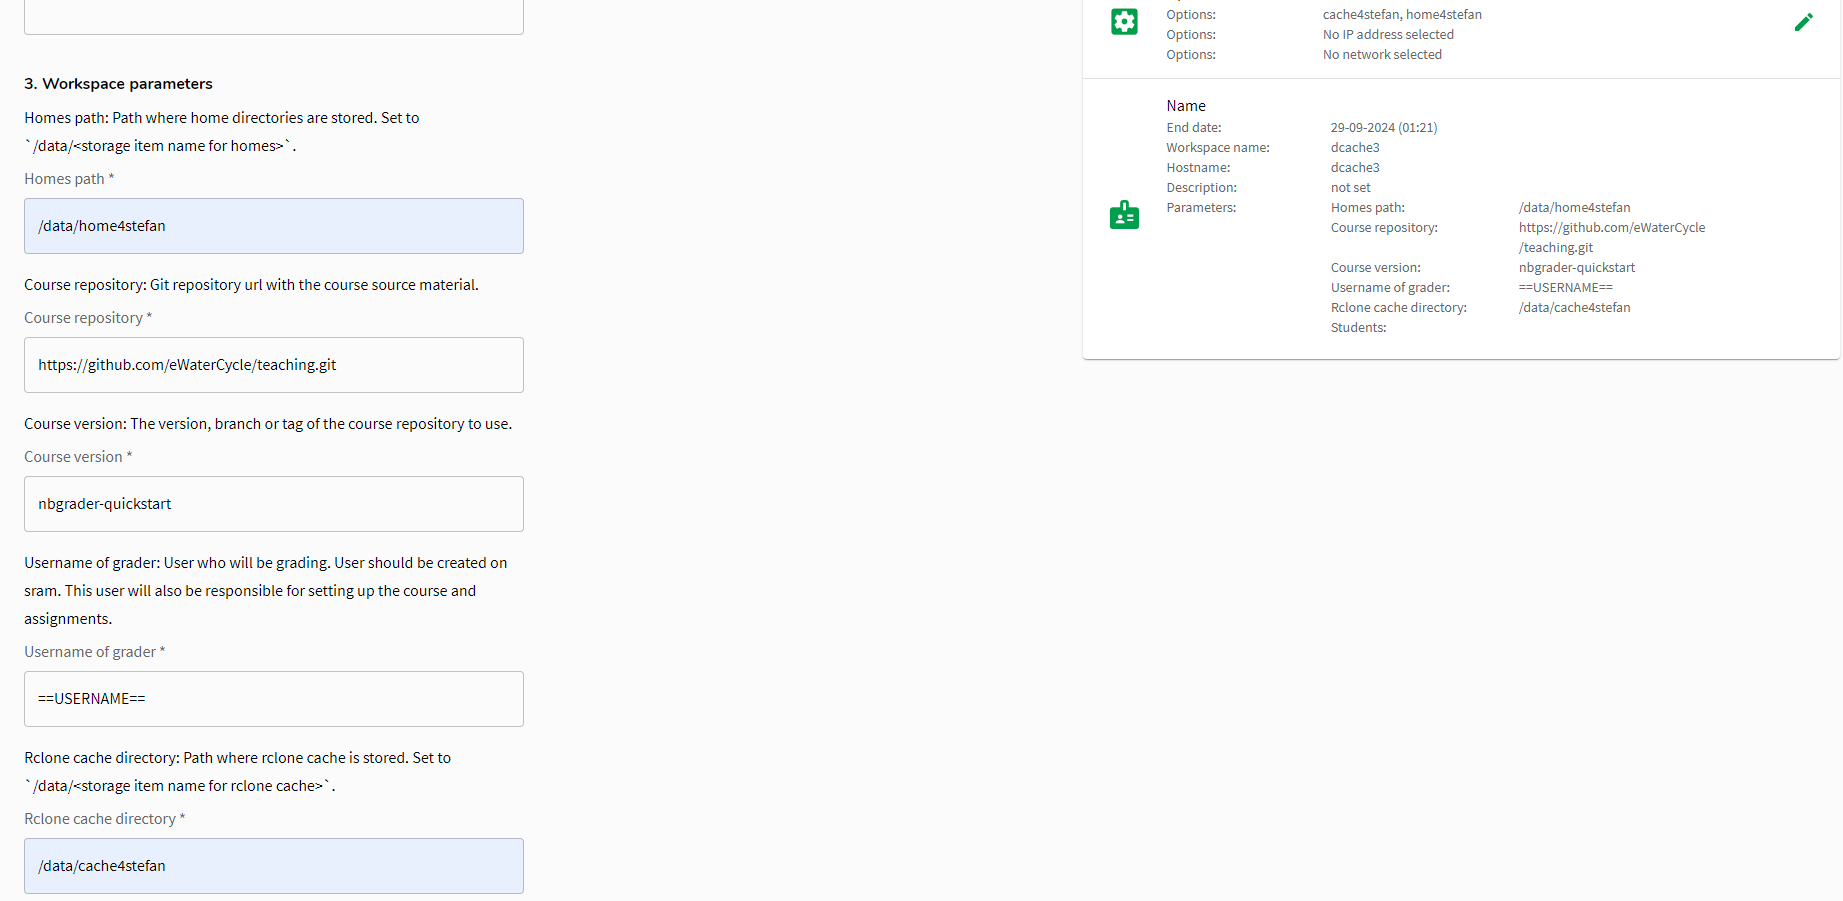 3. Workspace parameters
Homes path: Path where home directories are stored. Set to
`/data/<storage item name for homes>`.
Homes path *
/data/home4stefan
Course repository: Git repository url with the course source material.
Course repository *
https://github.com/eWaterCycle/teaching.git
Course version: The version, branch or tag of the course repository to use.
Course version *
nbgrader-quickstart
Username of grader: User who will be grading. User should be created on
sram. This user will also be responsible for setting up the course and
assignments.
Username of grader *
==USERNAME==
Rclone cache directory: Path where rclone cache is stored. Set to
`/data/<storage item name for rclone cache>`.
Rclone cache directory *
/data/cache4stefan
Options: cache4stefan, home4stefan
Options: No IP address selected
Options: No network selected
Name
End date: 29-09-2024 (01:21)
Workspace name: dcache3
Hostname: dcache3
Description: not set
Parameters: Homes path: /data/home4stefan
Course repository: https://github.com/eWaterCycle
/teaching.git
Course version: nbgrader-quickstart
Username of grader: ==USERNAME==
Rclone cache directory: /data/cache4stefan
Students: